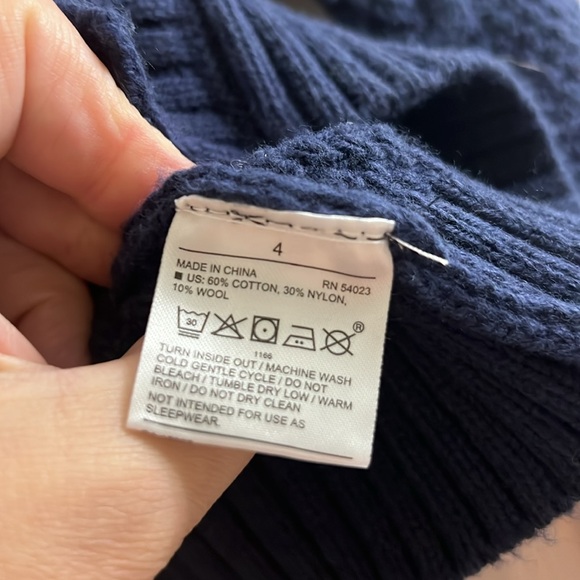 4
MADE IN CHINA RN 54023
■ US: 60% COTTON, 30% NYLON,
10% WOOL
30 ®
1166
TURN INSIDE OUT / MACHINE WASH
COLD GENTLE CYCLE / DO NOT
BLEACH / TUMBLE DRY LOW / WARM
IRON / DO NOT DRY CLEAN
NOT INTENDED FOR USE AS
SLEEPWEAR.